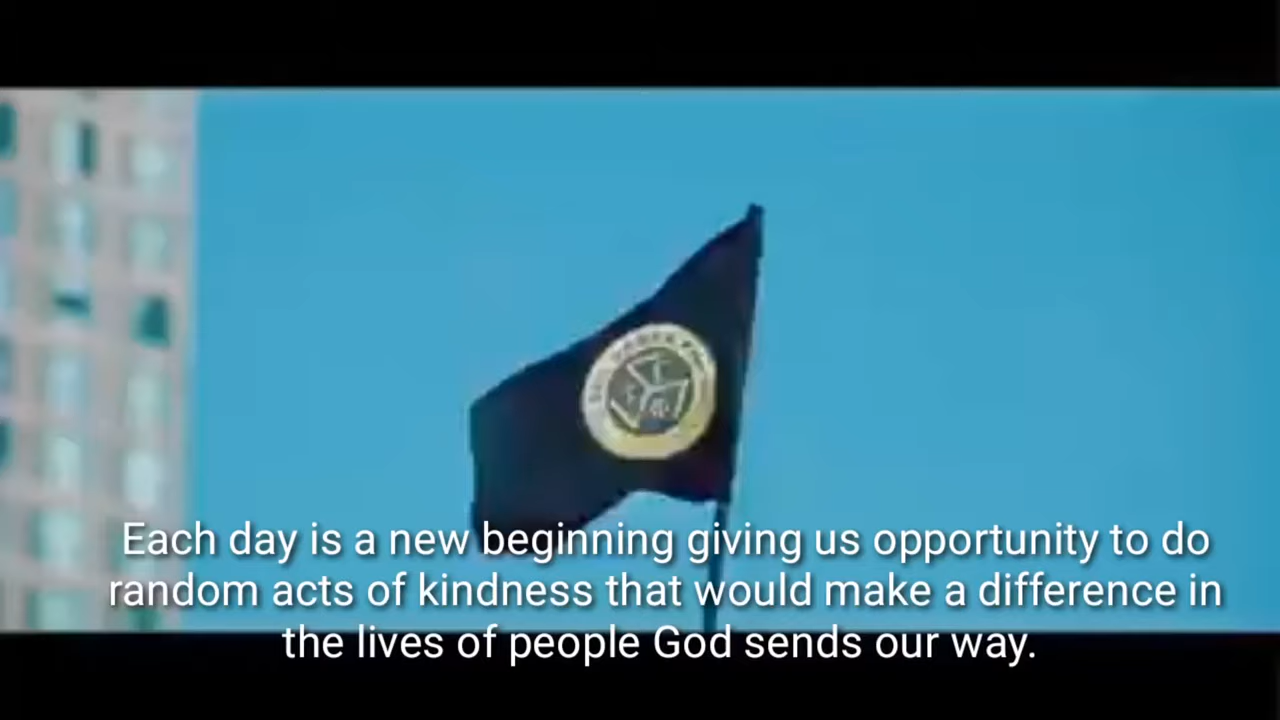 Each day is a new beginning giving us opportunity to do
random acts of kindness that would make a difference in
the lives of people God sends our way.